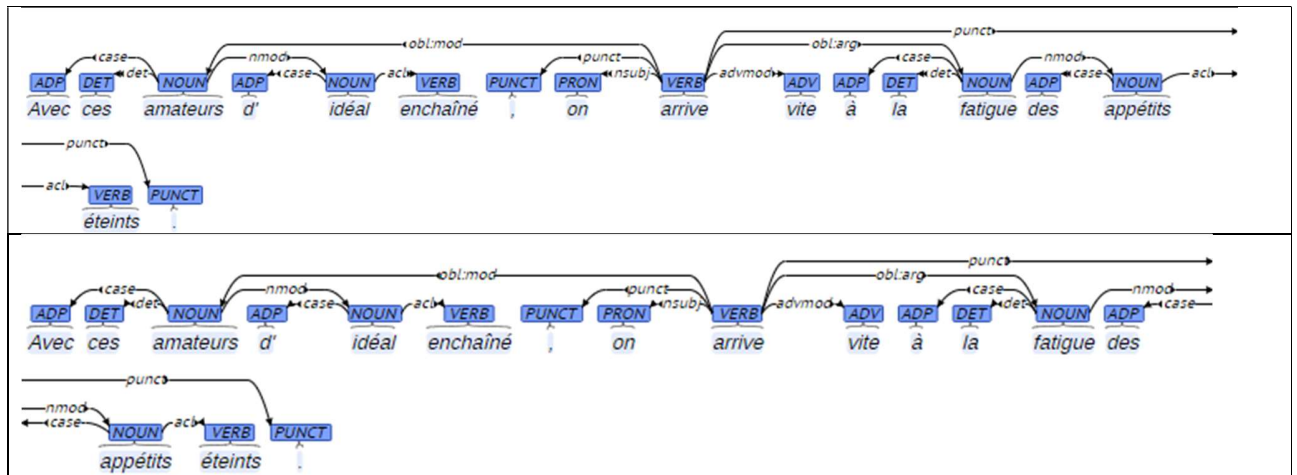 punct
obl:mod obl:arg
case nmod punct case nmod
det case acl nsubj advmod det case acl
ADP DET NOUN ADP NOUN VERB PUNCT PRON VERB ADV ADP DET NOUN ADP NOUN
Avec ces amateurs d' idéal enchaîné , on arrive vite à la fatigue des appétits
punct
acl
VERB PUNCT
éteints .
punct
obl:mod obl:arg
case nmod punct case nmod
det case acl nsubj advmod det case
ADP DET NOUN ADP NOUN VERB PUNCT PRON VERB ADV ADP DET NOUN ADP
Avec ces amateurs d' idéal enchaîné , on arrive vite à la fatigue des
punct
nmod
case acl
NOUN VERB PUNCT
appétits éteints .